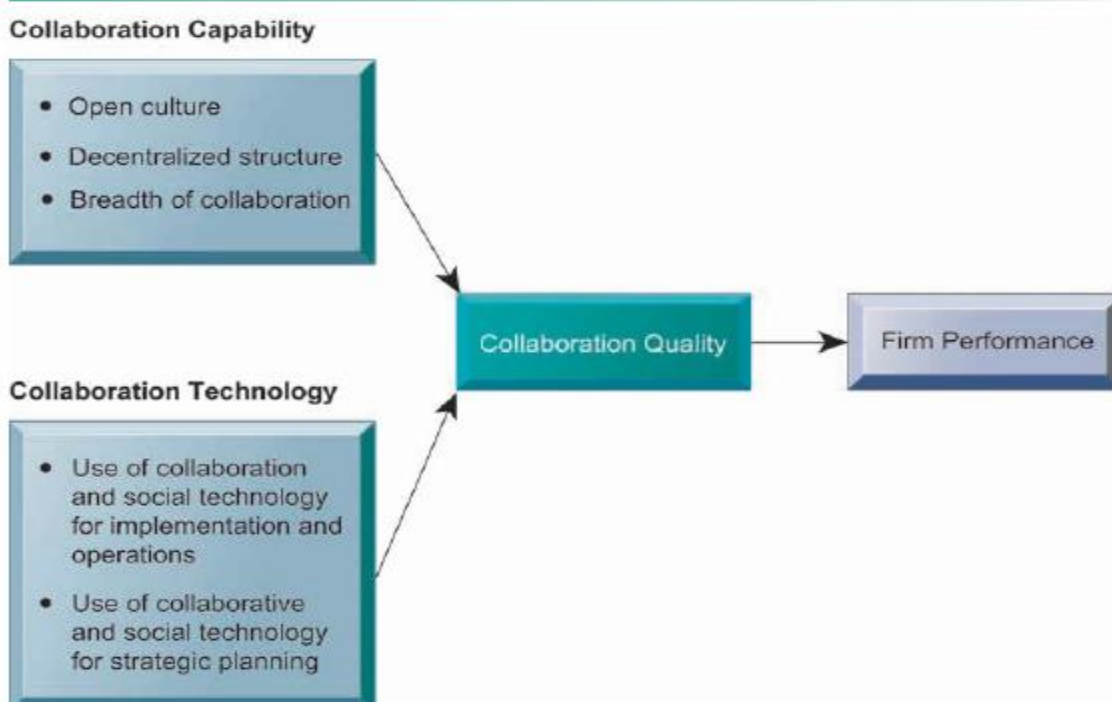 Collaboration Capability
• Open culture
• Decentralized structure
• Breadth of collaboration
Collaboration Quality
Firm Performance
Collaboration Technology
• Use of collaboration
and social technology
for implementation and
operations
• Use of collaborative
and social technology
for strategic planning